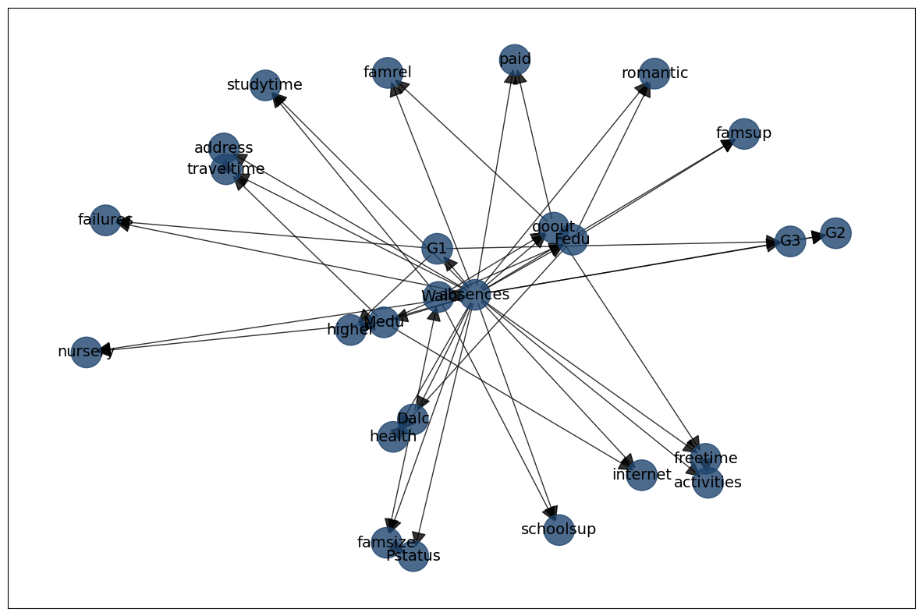 paid
famrel
romantic
studytime
famsup
address
traveltime
failures
goout
G2
Fedu
G3
G1
absences
Walc
Medu
higher
nursery
Dalc
health
freetime
internet
activities
schoolsup
famsize
Pstatus